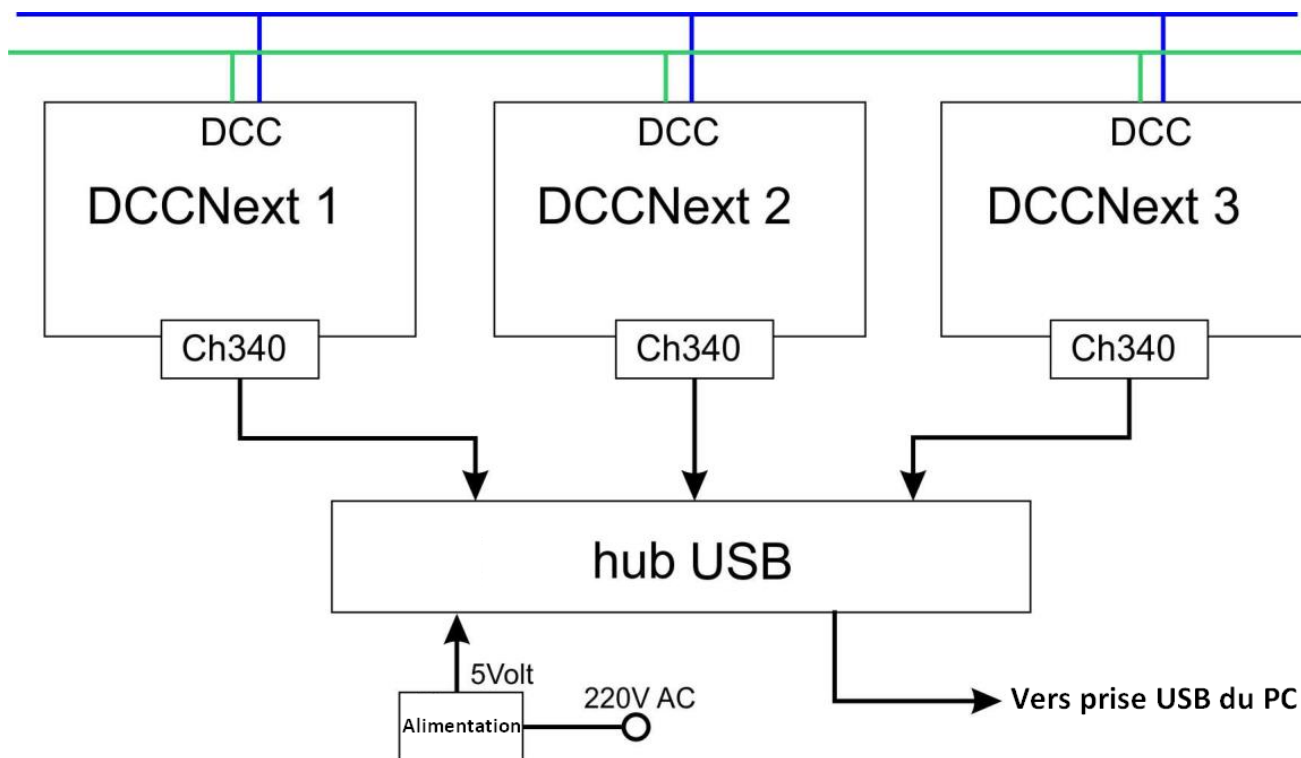 DCC
DCCNext 1
Ch340
DCC
DCCNext 2
Ch340
DCC
DCCNext 3
Ch340
hub USB
5Volt
220V AC
Alimentation
Vers prise USB du PC